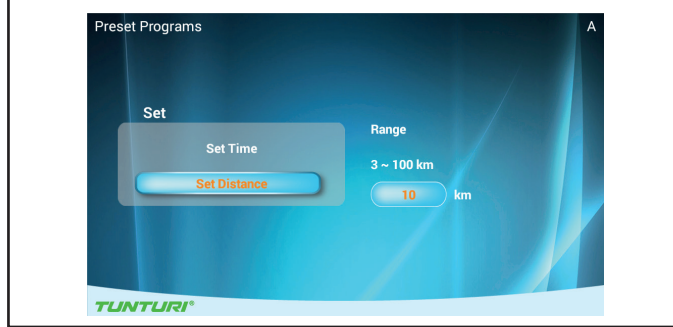 Preset Programs
A
Set
Set Time
Set Distance
Range
3 ~ 100 km
10 km
TUNTURI®